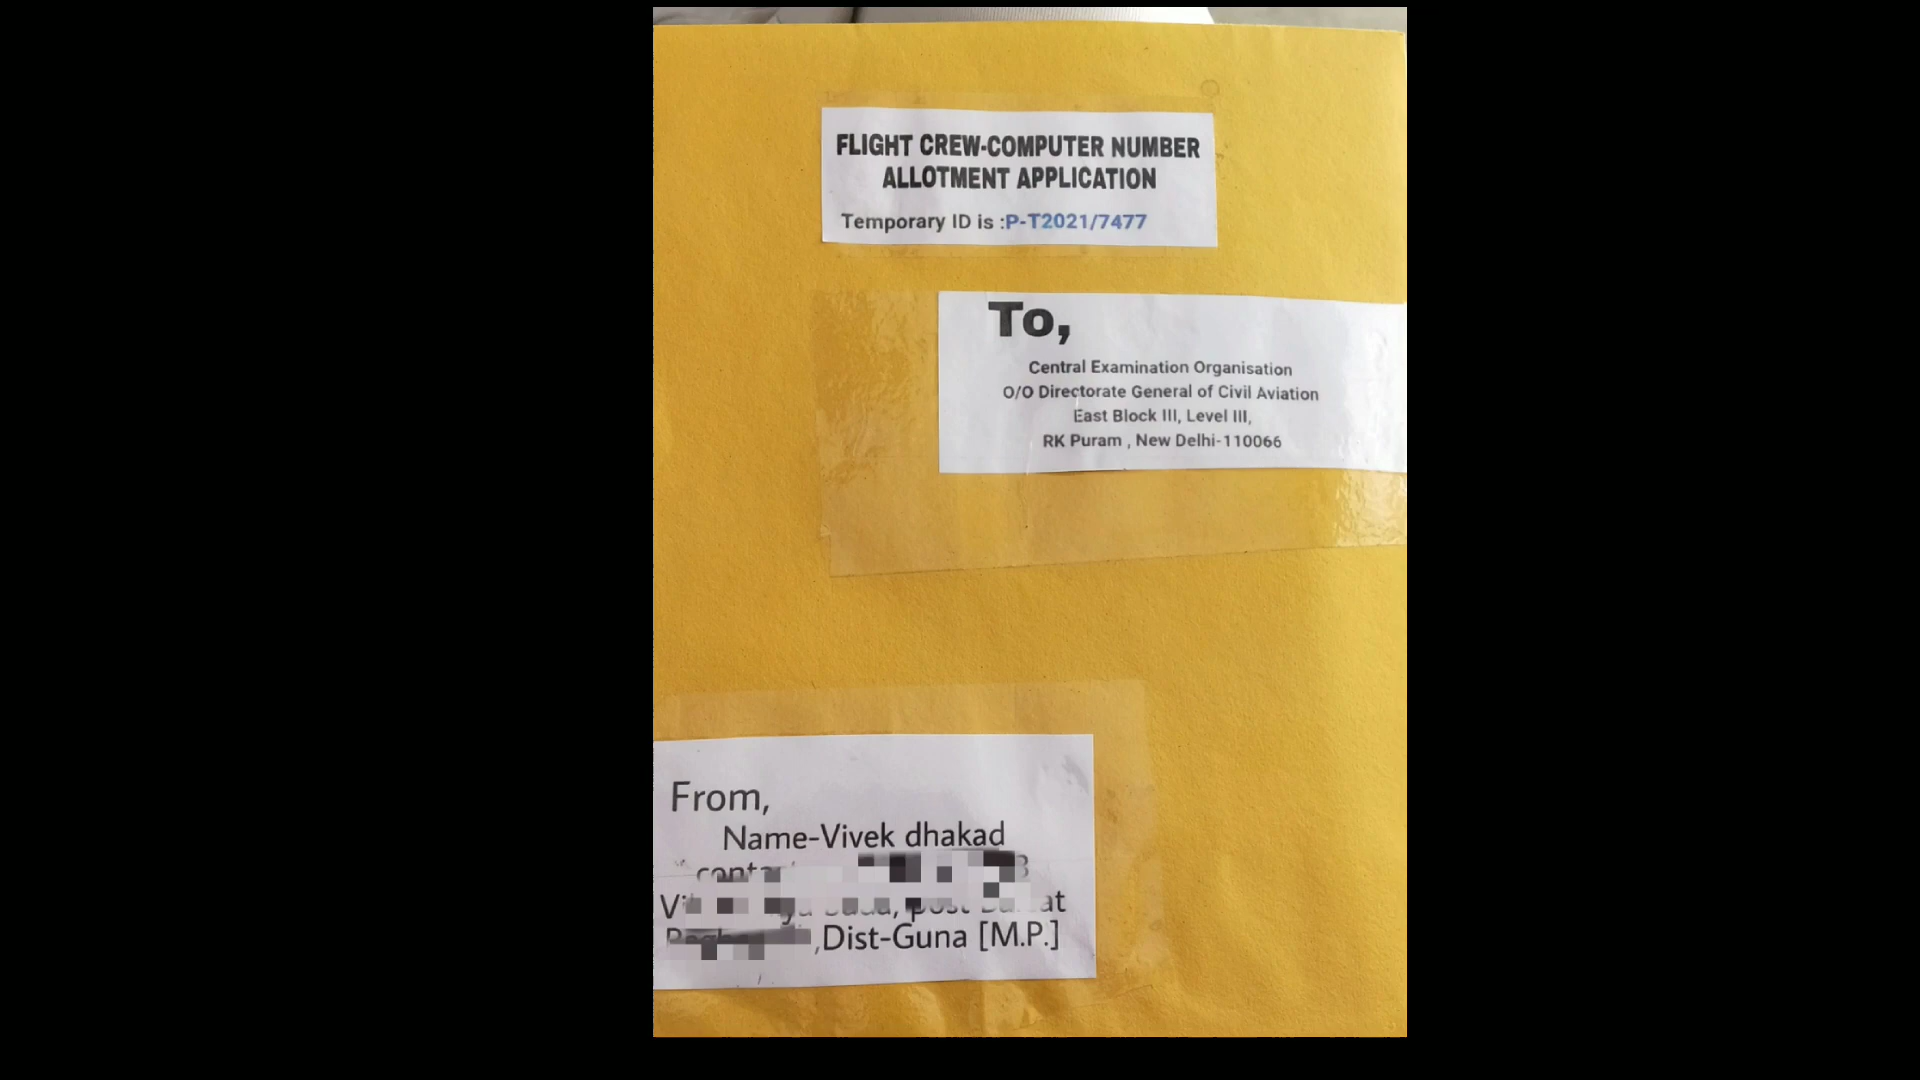 FLIGHT CREW-COMPUTER NUMBER
ALLOTMENT APPLICATION
Temporary ID is :P-T2021/7477
To,
Central Examination Organisation
O/O Directorate General of Civil Aviation
East Block III, Level III,
RK Puram , New Delhi-110066
From,
Name-Vivek dhakad
post
,Dist-Guna [M.P.]